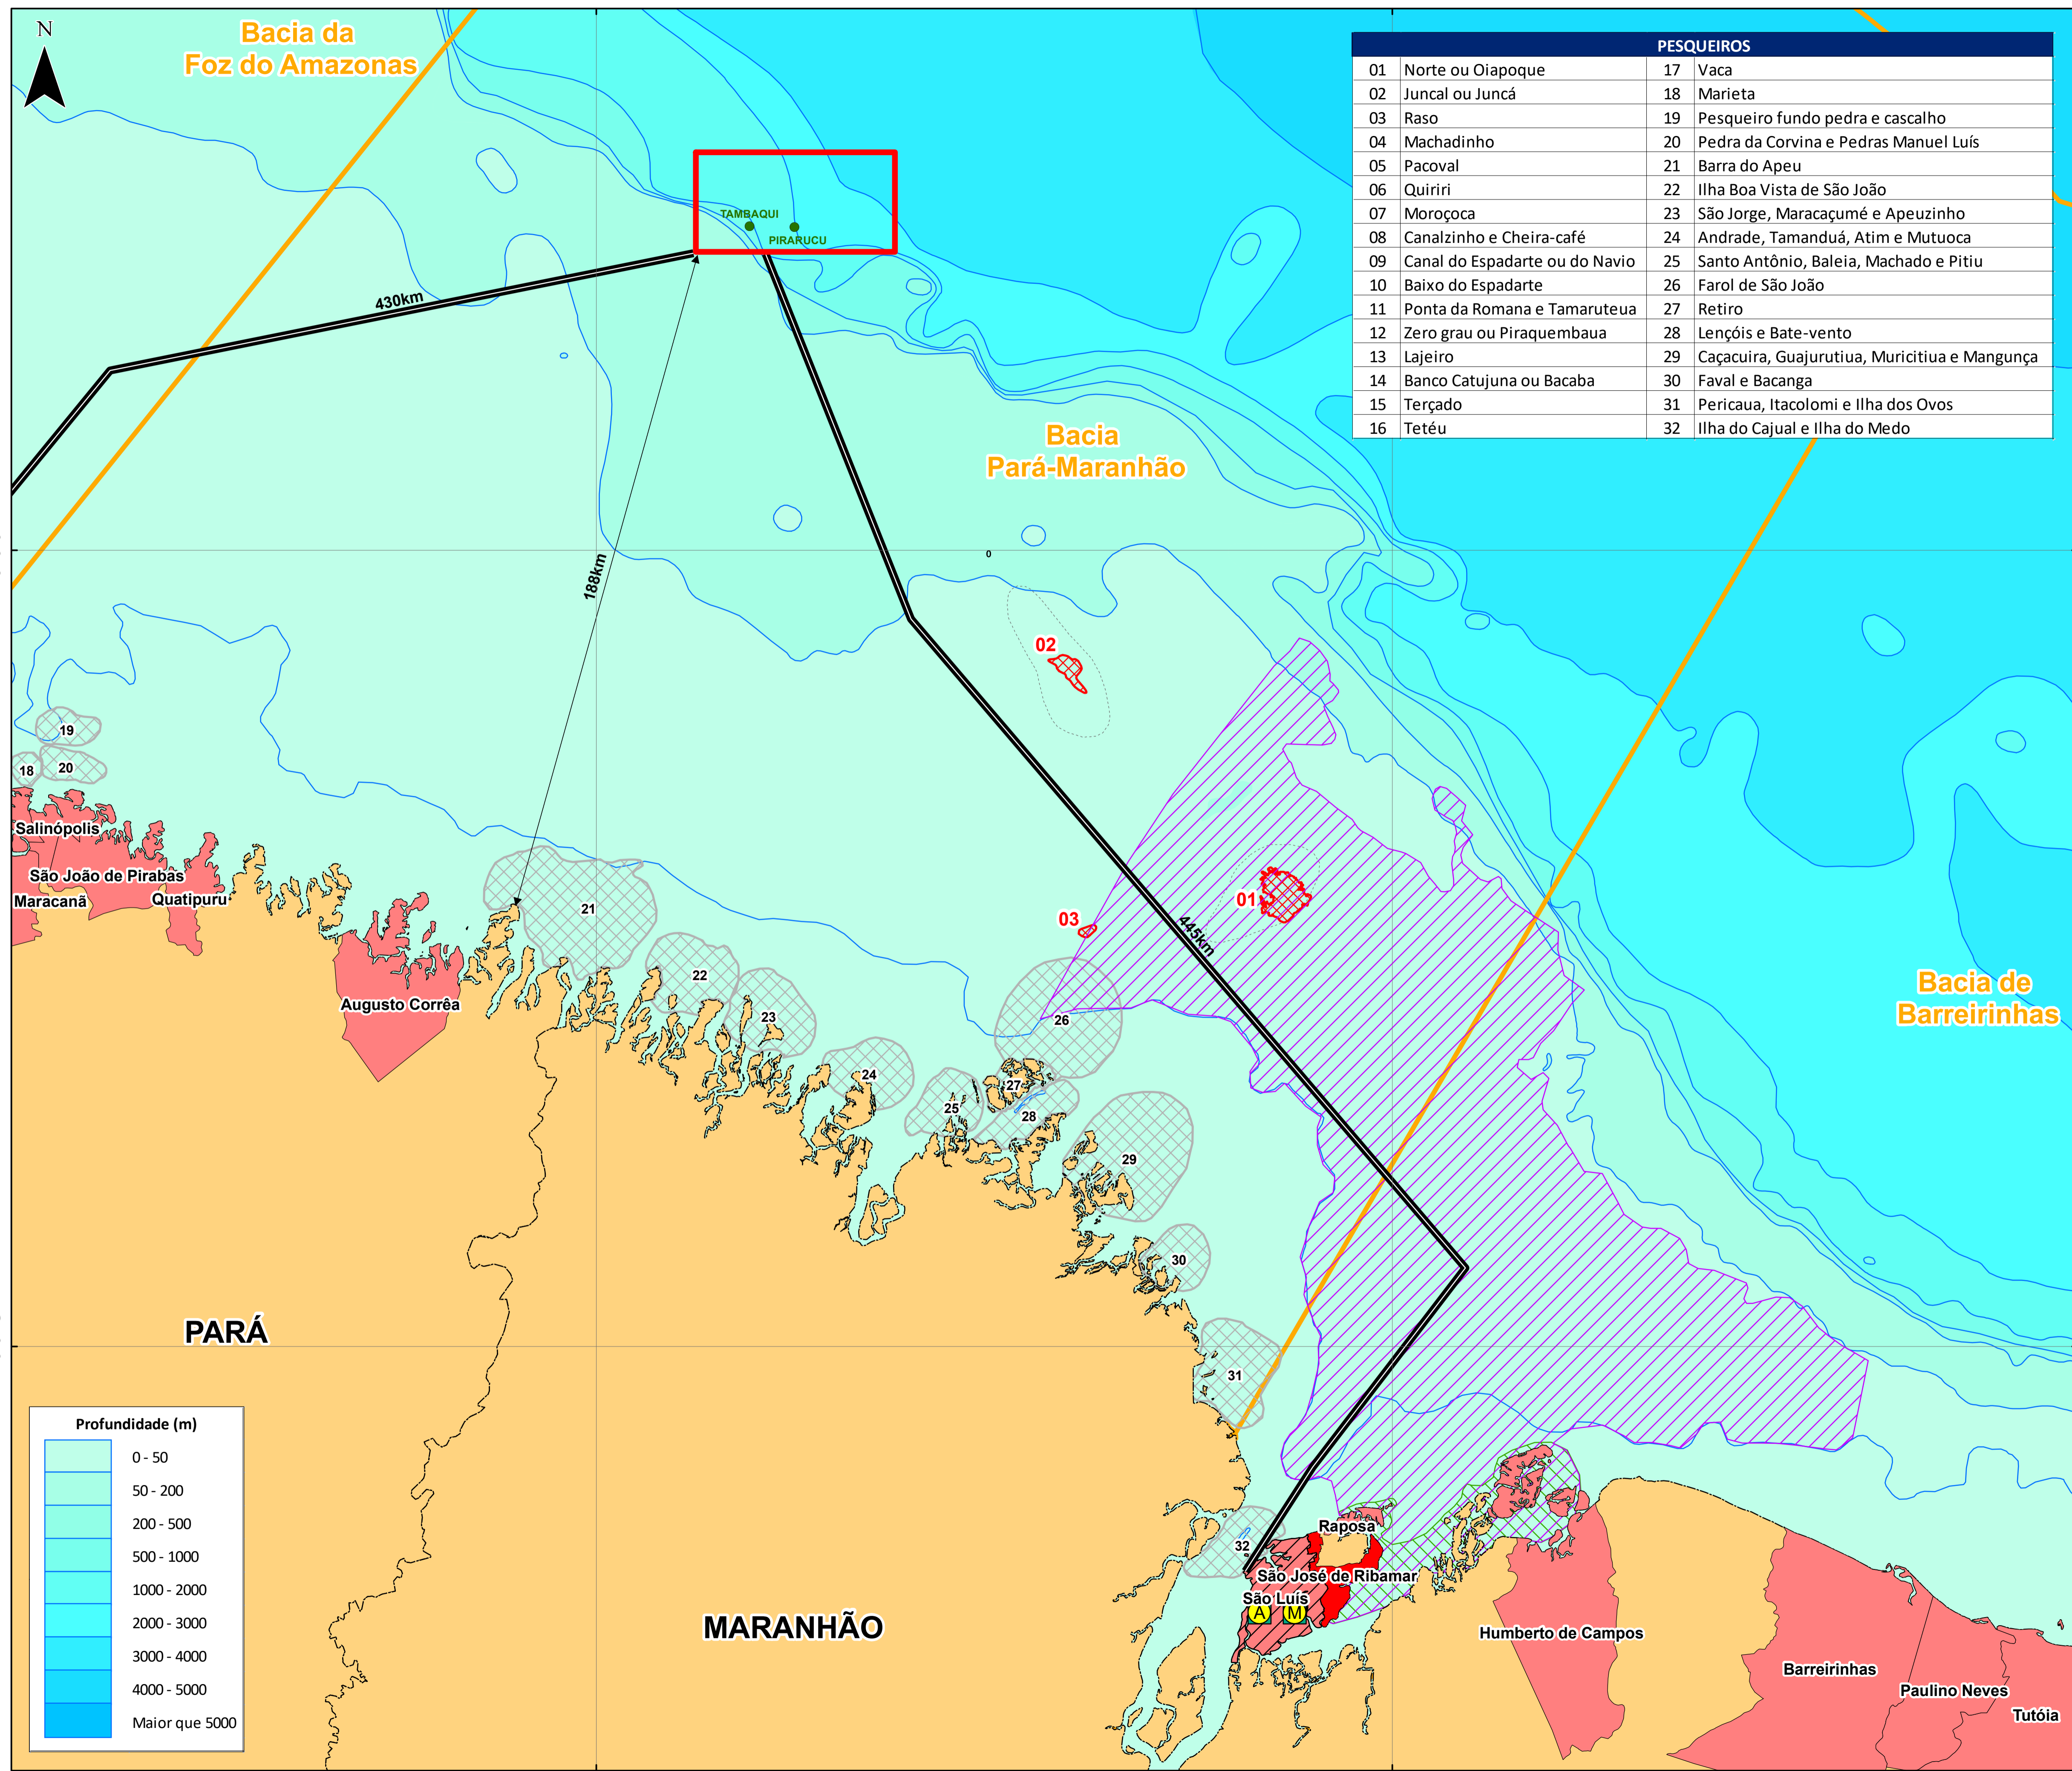 N
Bacia da
Foz do Amazonas
PESQUEIROS
01 Norte ou Oiapoque 17 Vaca
02 Juncal ou Juncá 18 Marieta
03 Raso 19 Pesqueiro fundo pedra e cascalho
04 Machadinho 20 Pedra da Corvina e Pedras Manuel Luís
05 Pacoval 21 Barra do Apeu
06 Quiriri 22 Ilha Boa Vista de São João
07 Moroçoca 23 São Jorge, Maracaçumé e Apeuzinho
08 Canalzinho e Cheira-café 24 Andrade, Tamanduá, Atim e Mutuoca
09 Canal do Espadarte ou do Navio 25 Santo Antônio, Baleia, Machado e Pitiu
10 Baixo do Espadarte 26 Farol de São João
11 Ponta da Romana e Tamaruteua 27 Retiro
12 Zero grau ou Piraquembaua 28 Lençóis e Bate-vento
13 Lajeiro 29 Caçacuira, Guajurutiua, Muricitiua e Mangunça
14 Banco Catujuna ou Bacaba 30 Faval e Bacanga
15 Terçado 31 Pericaua, Itacolomi e Ilha dos Ovos
16 Tetéu 32 Ilha do Cajual e Ilha do Medo
TAMBAQUI
PIRARUCU
430km
Bacia
Pará-Maranhão
0
188km
02
19
18
20
Salinópolis
São João de Pirabas
Maracanã
Quatipuru
21
01
03
445km
22
Augusto Corrêa
23
26
Bacia de
Barreirinhas
24
27
25
28
29
30
PARÁ
31
Profundidade (m)
0 - 50
50 - 200
200 - 500
500 - 1000
1000 - 2000
2000 - 3000
3000 - 4000
4000 - 5000
Maior que 5000
Raposa
32
São José de Ribamar
São Luís
A M
MARANHÃO
Humberto de Campos
Barreirinhas
Paulino Neves
Tutóia